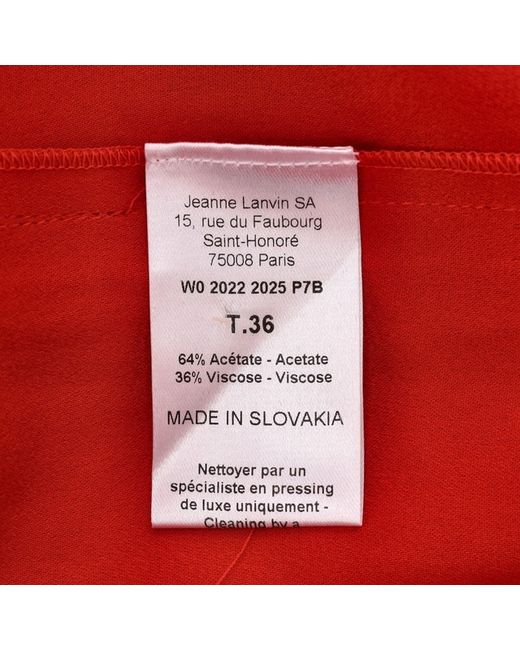 Jeanne Lanvin SA
15, rue du Faubourg
Saint-Honoré
75008 Paris
W0 2022 2025 P7B
T.36
64% Acétate - Acetate
36% Viscose - Viscose
MADE IN SLOVAKIA
Nettoyer par un
spécialiste en pressing
de luxe uniquement -
Cleaning by a